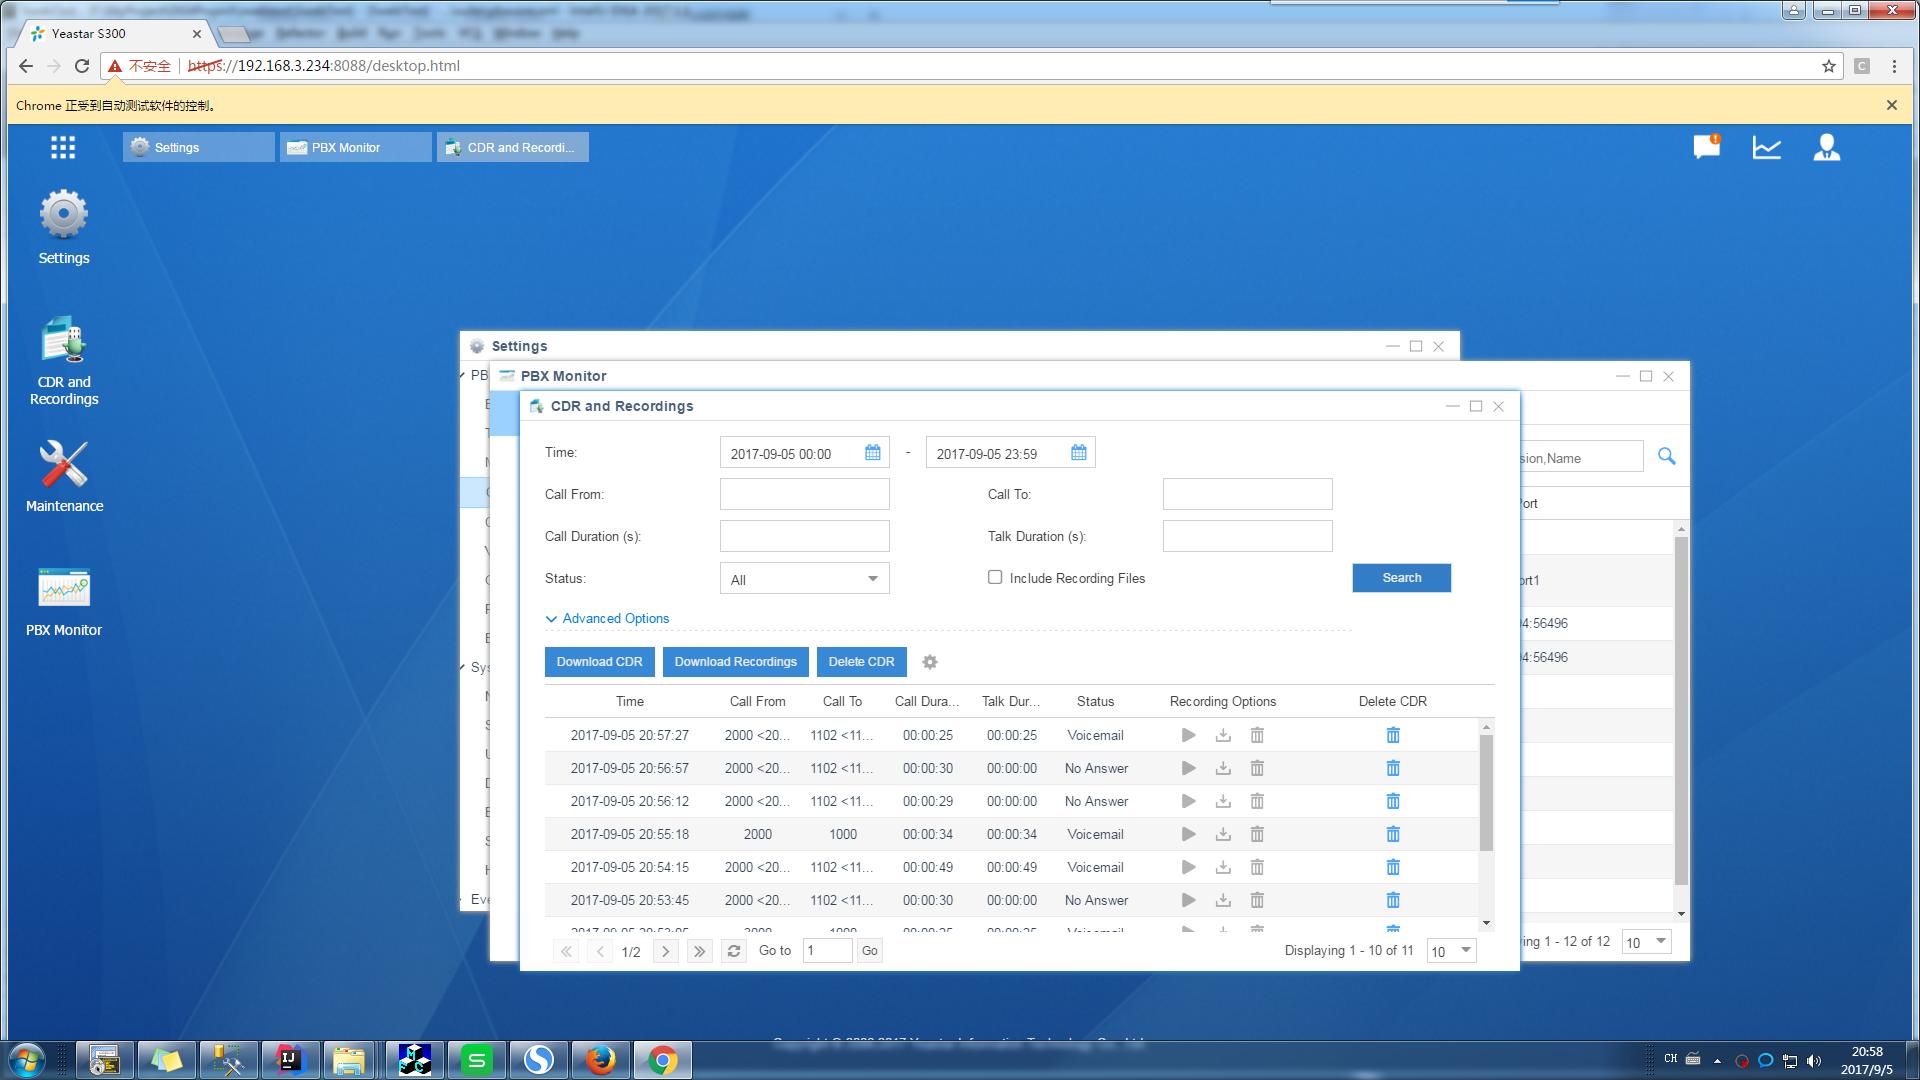 Yeastar S300
不安全 https://192.168.3.234:8088/desktop.html
Chrome 正受到自动测试软件的控制。
Settings
PBX Monitor
CDR and Recordi...
Settings
CDR and
Recordings
Maintenance
PBX Monitor
Settings
PBX Monitor
CDR and Recordings
Time: 2017-09-05 00:00 - 2017-09-05 23:59
sion,Name
Call From: Call To:
Port
Call Duration (s): Talk Duration (s):
Status: All Include Recording Files Search
ort1
Advanced Options
94:56496
94:56496
Download CDR Download Recordings Delete CDR
Time Call From Call To Call Dura... Talk Dur... Status Recording Options Delete CDR
2017-09-05 20:57:27 2000 <20... 1102 <11... 00:00:25 00:00:25 Voicemail
2017-09-05 20:56:57 2000 <20... 1102 <11... 00:00:30 00:00:00 No Answer
2017-09-05 20:56:12 2000 <20... 1102 <11... 00:00:29 00:00:00 No Answer
2017-09-05 20:55:18 2000 1000 00:00:34 00:00:34 Voicemail
2017-09-05 20:54:15 2000 <20... 1102 <11... 00:00:49 00:00:49 Voicemail
2017-09-05 20:53:45 2000 <20... 1102 <11... 00:00:30 00:00:00 No Answer
1/2 Go to 1 Go Displaying 1 - 10 of 11 10
ing 1 - 12 of 12 10
CH
20:58
2017/9/5